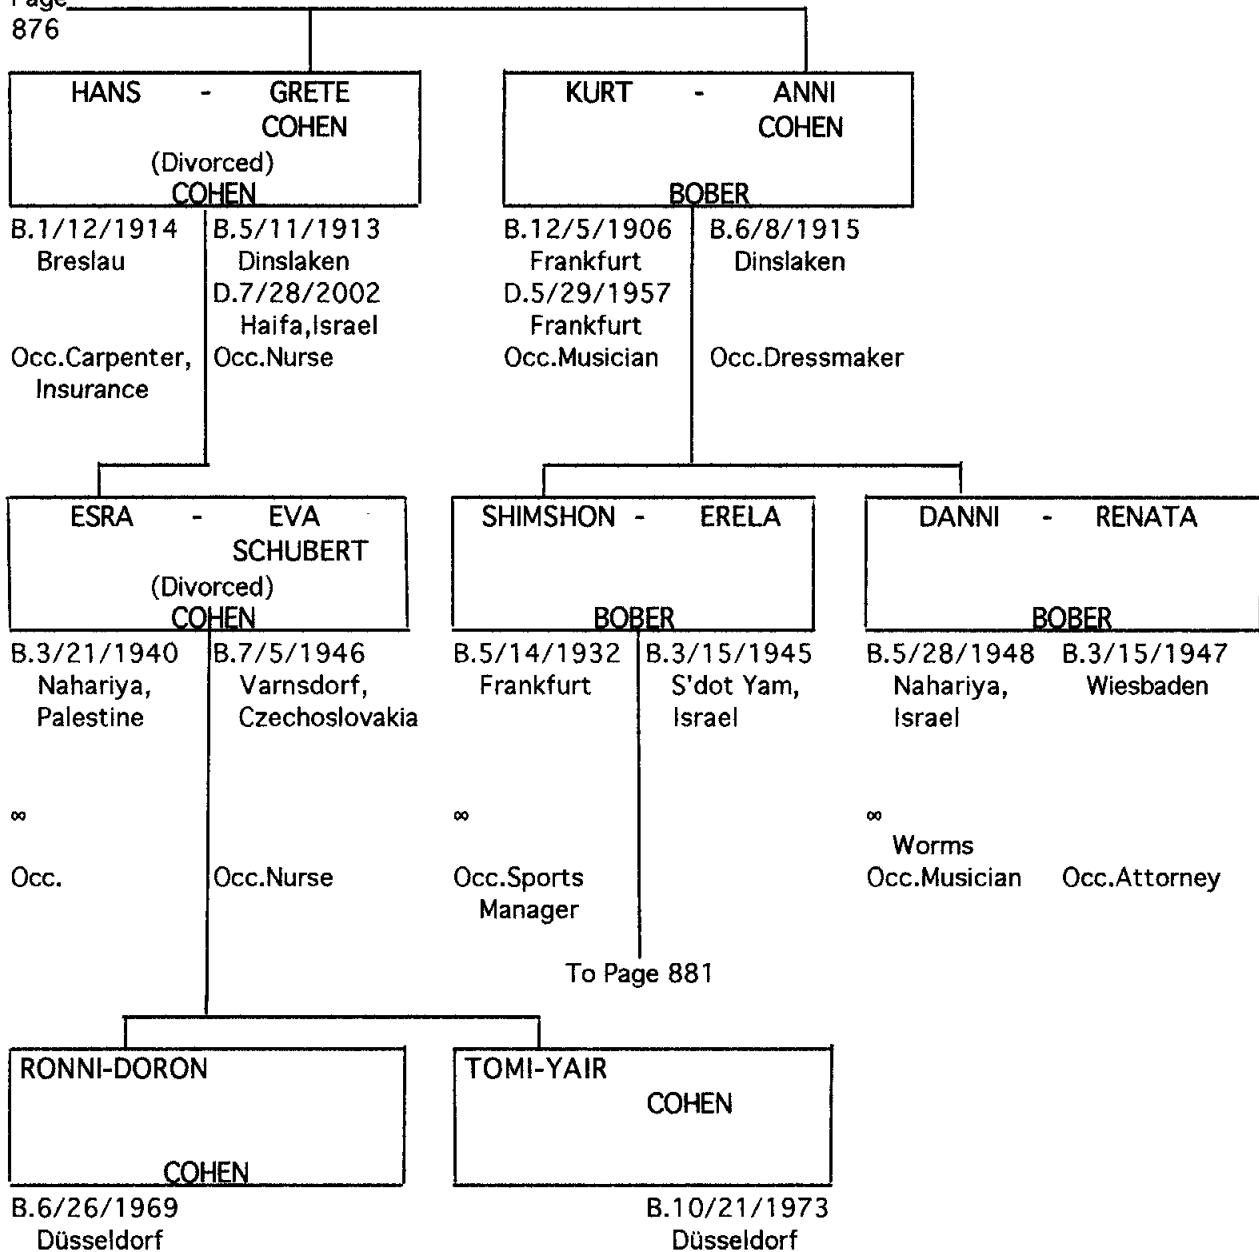 Page
876
HANS - GRETE
COHEN
(Divorced)
COHEN
B.1/12/1914 B.5/11/1913
Breslau Dinslaken
D.7/28/2002
Haifa,Israel
Occ.Carpenter, Occ.Nurse
Insurance
KURT - ANNI
COHEN
BOBER
B.12/5/1906 B.6/8/1915
Frankfurt Dinslaken
D.5/29/1957
Frankfurt
Occ.Musician Occ.Dressmaker
ESRA - EVA
SCHUBERT
(Divorced)
COHEN
B.3/21/1940 B.7/5/1946
Nahariya, Varnsdorf,
Palestine Czechoslovakia
∞
Occ. Occ.Nurse
SHIMSHON - ERELA
BOBER
B.5/14/1932 B.3/15/1945
Frankfurt S'dot Yam,
Israel
∞
Occ.Sports
Manager
To Page 881
DANNI - RENATA
BOBER
B.5/28/1948 B.3/15/1947
Nahariya, Wiesbaden
Israel
∞
Worms
Occ.Musician Occ.Attorney
RONNI-DORON
COHEN
B.6/26/1969
Düsseldorf
TOMI-YAIR
COHEN
B.10/21/1973
Düsseldorf